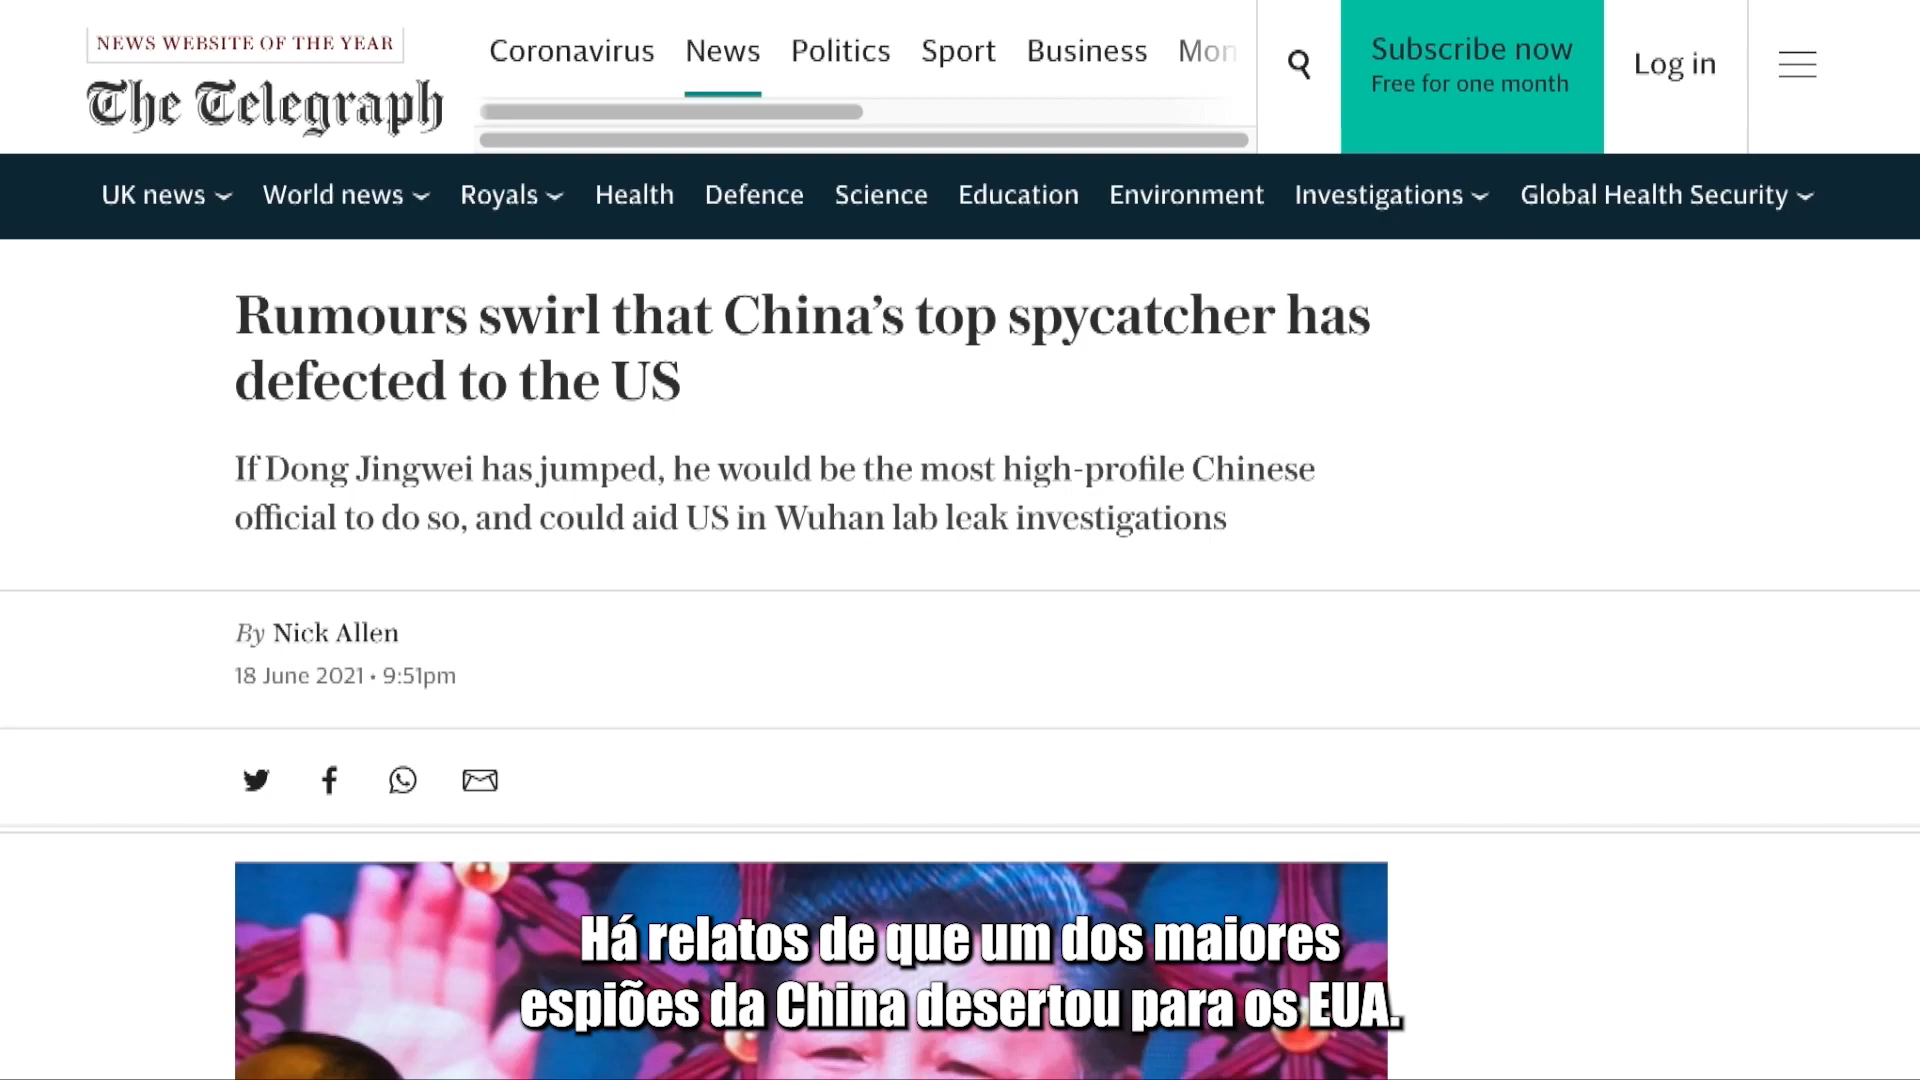 NEWS WEBSITE OF THE YEAR
The Telegraph
Coronavirus News Politics Sport Business Mon
Subscribe now
Free for one month
Log in
UK news World news Royals Health Defence Science Education Environment Investigations Global Health Security
Rumours swirl that China's top spycatcher has
defected to the US
If Dong Jingwei has jumped, he would be the most high-profile Chinese
official to do so, and could aid US in Wuhan lab leak investigations
By Nick Allen
18 June 2021 • 9:51pm
Há relatos de que um dos maiores
espiões da China desertou para os EUA.